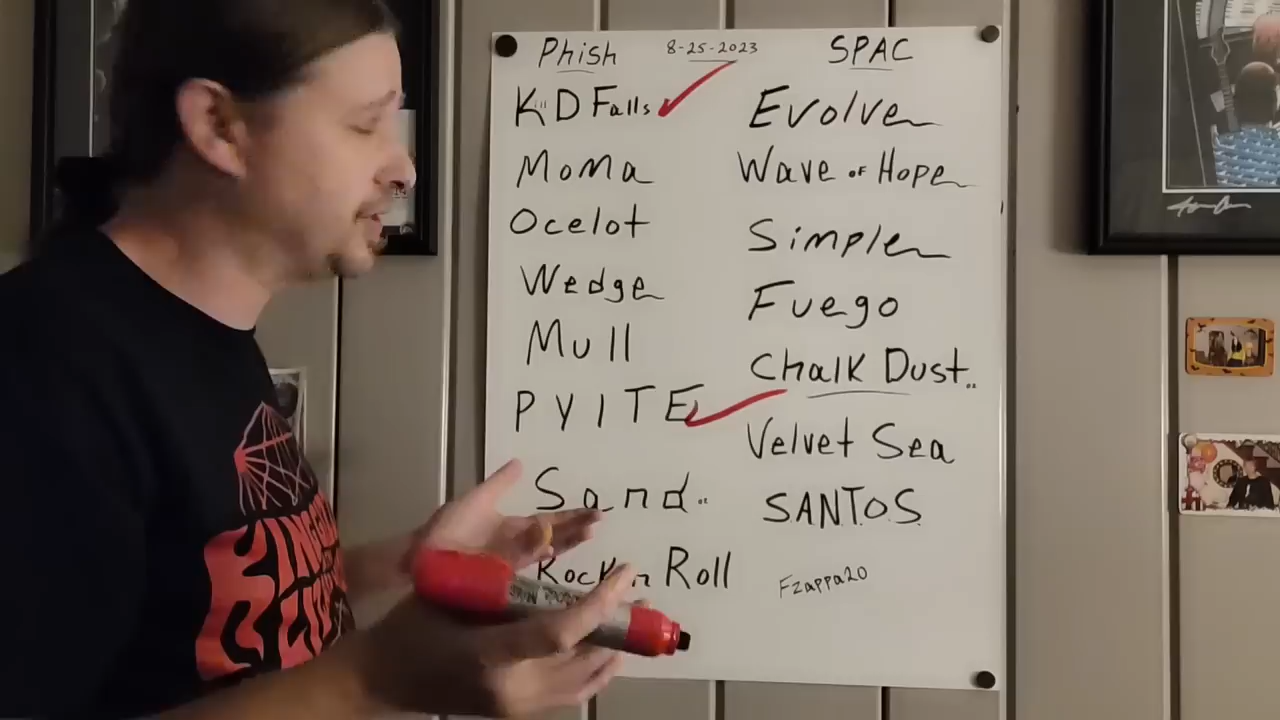 Phish 8-25-2023 SPAC
Kill D Falls
Moma
Ocelot
Wedge
Mull
PYITE
Sand..
Rock n Roll
Evolve
Wave of Hope
Simple
Fuego
Chalk Dust..
Velvet Sea
SANTOS
Fzappa20